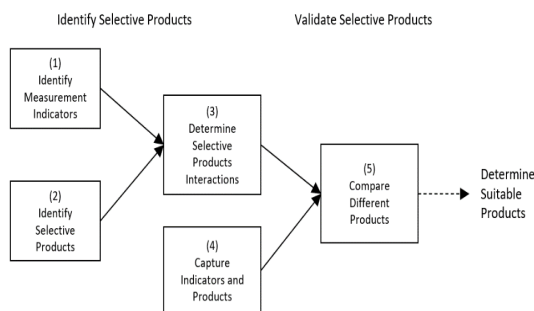 Identify Selective Products
Validate Selective Products
(1)
Identify
Measurement
Indicators
(2)
Identify
Selective
Products
(3)
Determine
Selective
Products
Interactions
(4)
Capture
Indicators and
Products
(5)
Compare
Different
Products
Determine
Suitable
Products